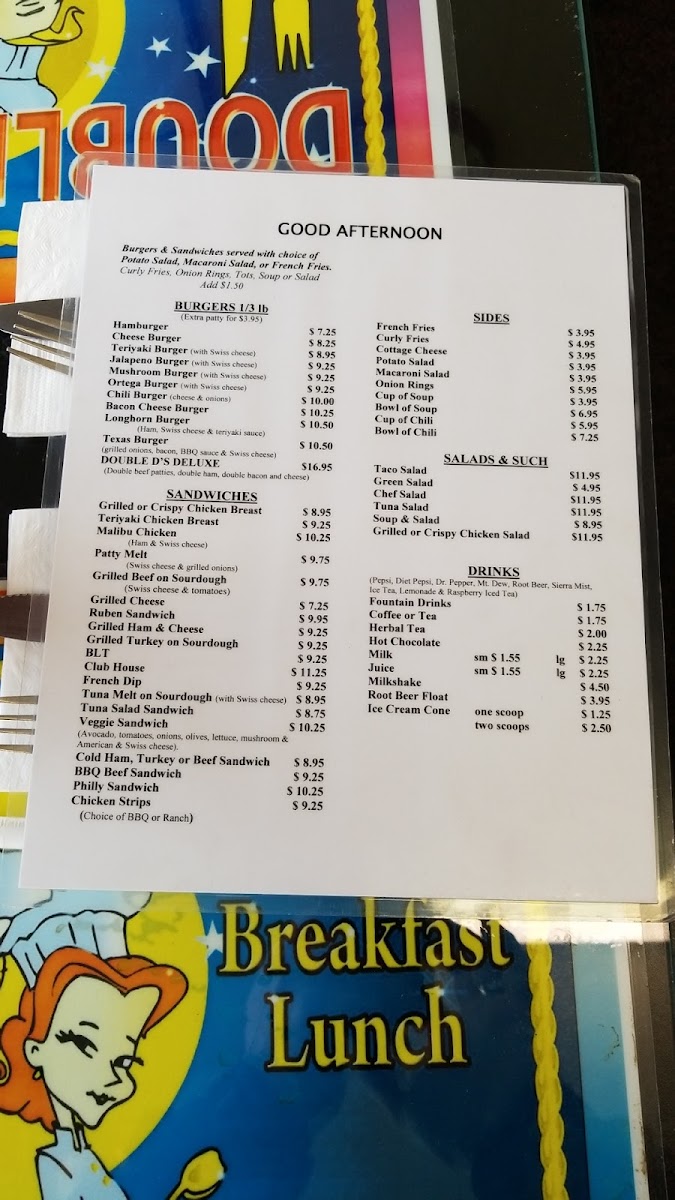 DOUBL
GOOD AFTERNOON
Burgers & Sandwiches served with choice of
Potato Salad, Macaroni Salad, or French Fries.
Curly Fries, Onion Rings, Tots, Soup or Salad
Add $1.50
BURGERS 1/3 lb
(Extra patty for $3.95)
Hamburger $ 7.25
Cheese Burger $ 8.25
Teriyaki Burger (with Swiss cheese) $ 8.95
Jalapeno Burger (with Swiss cheese) $ 9.25
Mushroom Burger (with Swiss cheese) $ 9.25
Ortega Burger (with Swiss cheese) $ 9.25
Chili Burger (cheese & onions) $ 10.00
Bacon Cheese Burger $ 10.25
Longhorn Burger $ 10.50
(Ham, Swiss cheese & teriyaki sauce)
Texas Burger $ 10.50
(grilled onions, bacon, BBQ sauce & Swiss cheese)
DOUBLE D'S DELUXE $16.95
(Double beef patties, double ham, double bacon and cheese)
SANDWICHES
Grilled or Crispy Chicken Breast $ 8.95
Teriyaki Chicken Breast $ 9.25
Malibu Chicken $ 10.25
(Ham & Swiss cheese)
Patty Melt $ 9.75
(Swiss cheese & grilled onions)
Grilled Beef on Sourdough $ 9.75
(Swiss cheese & tomatoes)
Grilled Cheese $ 7.25
Ruben Sandwich $ 9.95
Grilled Ham & Cheese $ 9.25
Grilled Turkey on Sourdough $ 9.25
BLT $ 9.25
Club House $ 11.25
French Dip $ 9.25
Tuna Melt on Sourdough (with Swiss cheese) $ 8.95
Tuna Salad Sandwich $ 8.75
Veggie Sandwich $ 10.25
(Avocado, tomatoes, onions, olives, lettuce, mushroom &
American & Swiss cheese).
Cold Ham, Turkey or Beef Sandwich $ 8.95
BBQ Beef Sandwich $ 9.25
Philly Sandwich $ 10.25
Chicken Strips $ 9.25
(Choice of BBQ or Ranch)
SIDES
French Fries $ 3.95
Curly Fries $ 4.95
Cottage Cheese $ 3.95
Potato Salad $ 3.95
Macaroni Salad $ 3.95
Onion Rings $ 5.95
Cup of Soup $ 3.95
Bowl of Soup $ 6.95
Cup of Chili $ 5.95
Bowl of Chili $ 7.25
SALADS & SUCH
Taco Salad $11.95
Green Salad $ 4.95
Chef Salad $11.95
Tuna Salad $11.95
Soup & Salad $ 8.95
Grilled or Crispy Chicken Salad $11.95
DRINKS
(Pepsi, Diet Pepsi, Dr. Pepper, Mt. Dew, Root Beer, Sierra Mist,
Ice Tea, Lemonade & Raspberry Iced Tea)
Fountain Drinks $ 1.75
Coffee or Tea $ 1.75
Herbal Tea $ 2.00
Hot Chocolate $ 2.25
Milk sm $ 1.55 lg $ 2.25
Juice sm $ 1.55 lg $ 2.25
Milkshake $ 4.50
Root Beer Float $ 3.95
Ice Cream Cone one scoop $ 1.25
two scoops $ 2.50
Breakfast
Lunch